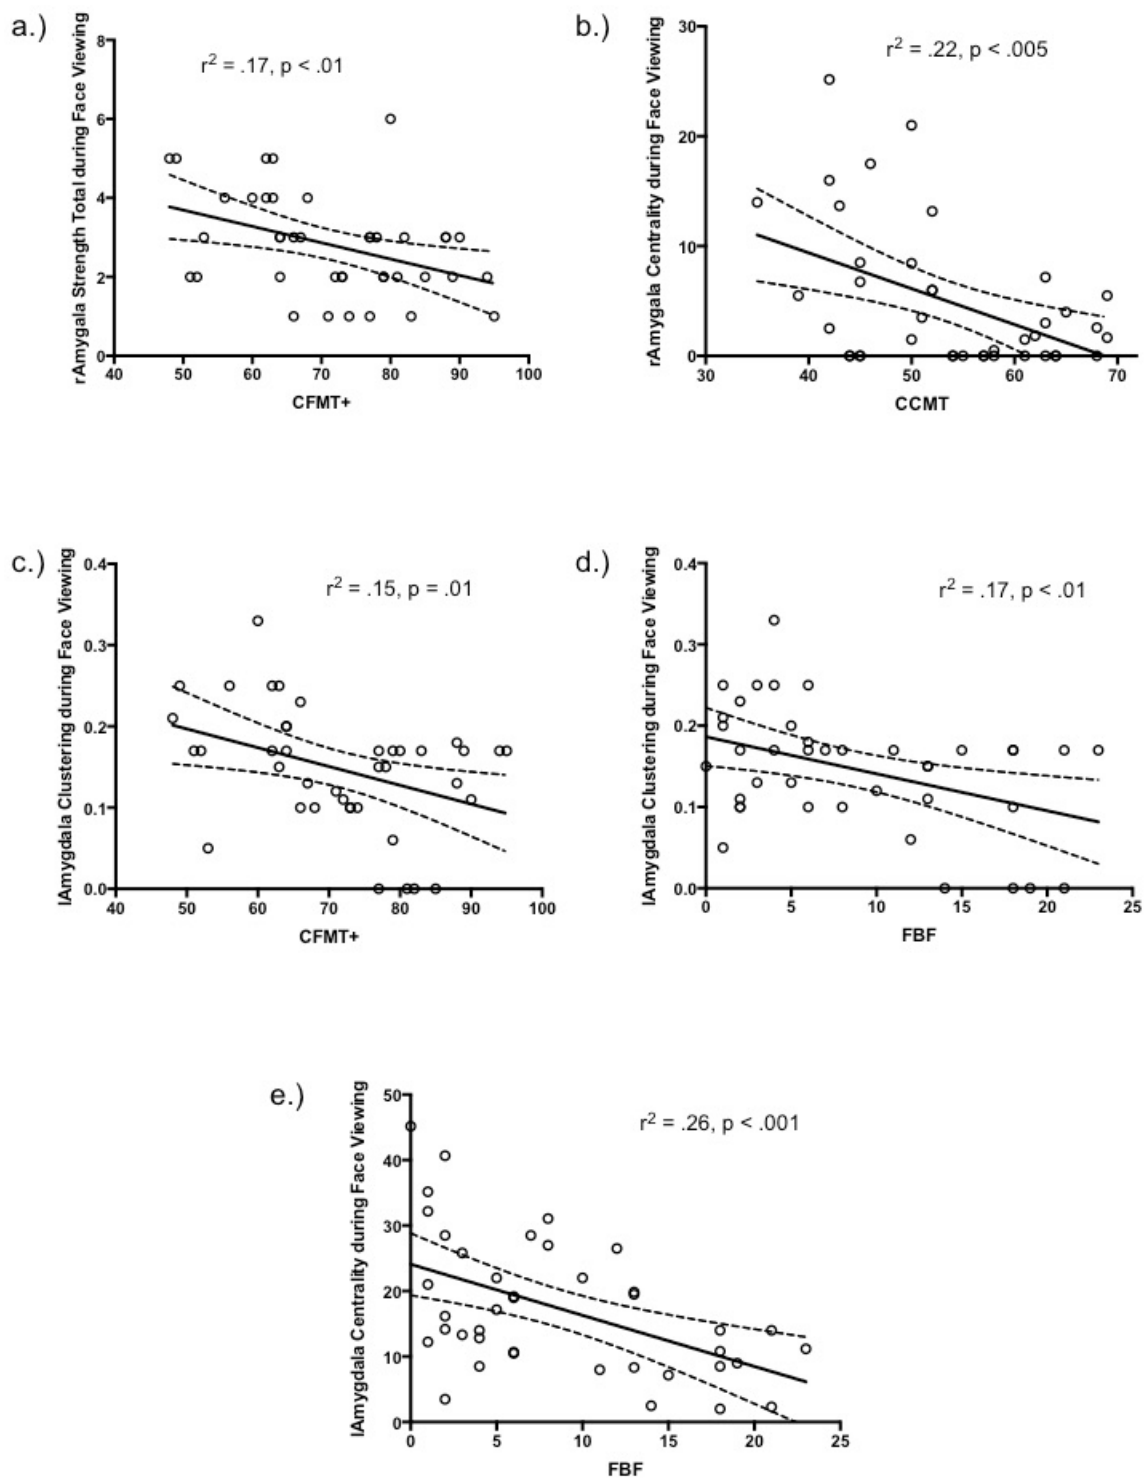 a.)
rAmygala Strength Total during Face Viewing
8
6
4
2
0
r² = .17, p < .01
40 50 60 70 80 90 100
CFMT+
b.)
rAmygala Centrality during Face Viewing
30
20
10
0
r² = .22, p < .005
30 40 50 60 70
CCMT
c.)
lAmygdala Clustering during Face Viewing
0.4
0.3
0.2
0.1
0.0
r² = .15, p = .01
40 50 60 70 80 90 100
CFMT+
d.)
lAmygdala Clustering during Face Viewing
0.4
0.3
0.2
0.1
0.0
r² = .17, p < .01
0 5 10 15 20 25
FBF
e.)
lAmygdala Centrality during Face Viewing
50
40
30
20
10
0
r² = .26, p < .001
0 5 10 15 20 25
FBF